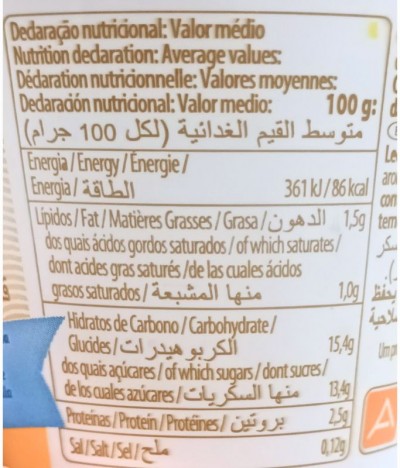 Declaração nutricional: Valor médio
Nutrition declaration: Average values:
Déclaration nutricionnelle: Valores moyennes:
Declaración nutricional: Valor medio: 100 g:
متوسط القيم الغدائية (لكل 100 جرام)
Energia / Energy / Énergie /
Energía / الطاقة 361 kJ / 86 kcal
Lípidos / Fat / Matières Grasses / Grasa / الدهون 1,5g
dos quais ácidos gordos saturados / of which saturates /
dont acides gras saturés / de las cuales ácidos
grasos saturados / منها المشبعة 1,0g
Hidratos de Carbono / Carbohydrate /
Glucides / الكربوهيدرات 15,4g
dos quais açúcares / of which sugars / dont sucres /
de los cuales azúcares / منها السكريات 13,4g
Proteínas / Protein / Protéines / بروتين 2,5g
Sal / Salt / Sel / ملح 0,12g